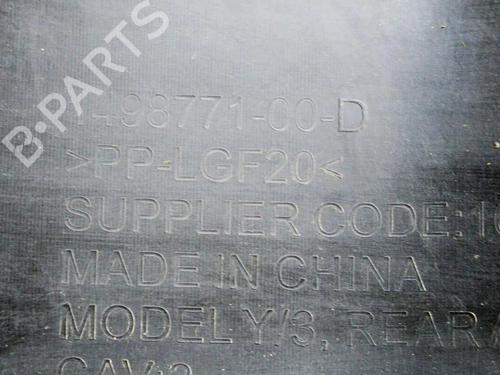 B-PARTS
1498771-00-D
>PP-LGF20<
SUPPLIER CODE:
MADE IN CHINA
MODEL Y/3, REAR